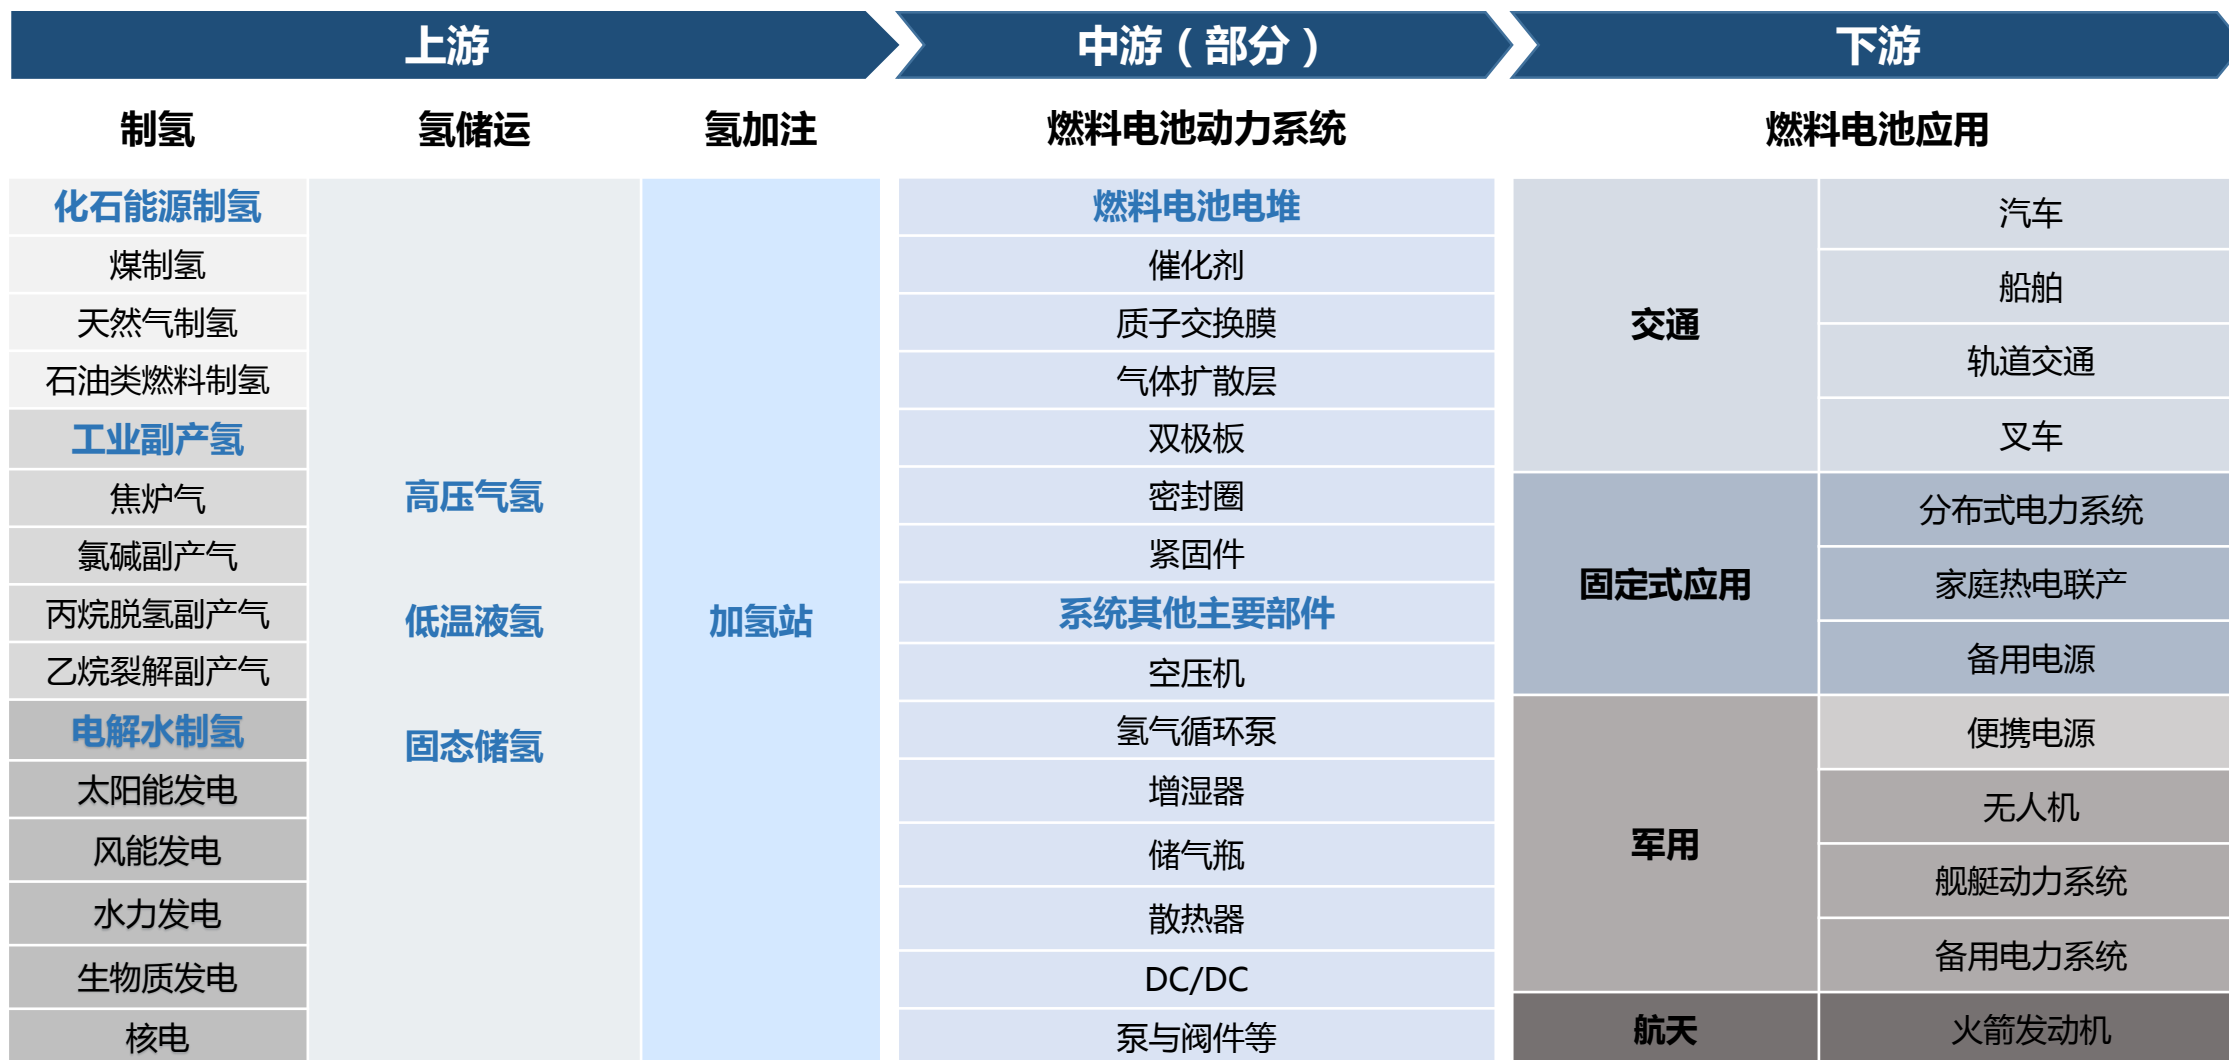 上游
中游（部分）
下游
制氢
氢储运
氢加注
燃料电池动力系统
燃料电池应用
化石能源制氢
煤制氢
天然气制氢
石油类燃料制氢
工业副产氢
焦炉气
氯碱副产气
丙烷脱氢副产气
乙烷裂解副产气
电解水制氢
太阳能发电
风能发电
水力发电
生物质发电
核电
高压气氢
低温液氢
固态储氢
加氢站
燃料电池电堆
催化剂
质子交换膜
气体扩散层
双极板
密封圈
紧固件
系统其他主要部件
空压机
氢气循环泵
增湿器
储气瓶
散热器
DC/DC
泵与阀件等
交通
汽车
船舶
轨道交通
叉车
固定式应用
分布式电力系统
家庭热电联产
备用电源
军用
便携电源
无人机
舰艇动力系统
备用电力系统
航天
火箭发动机